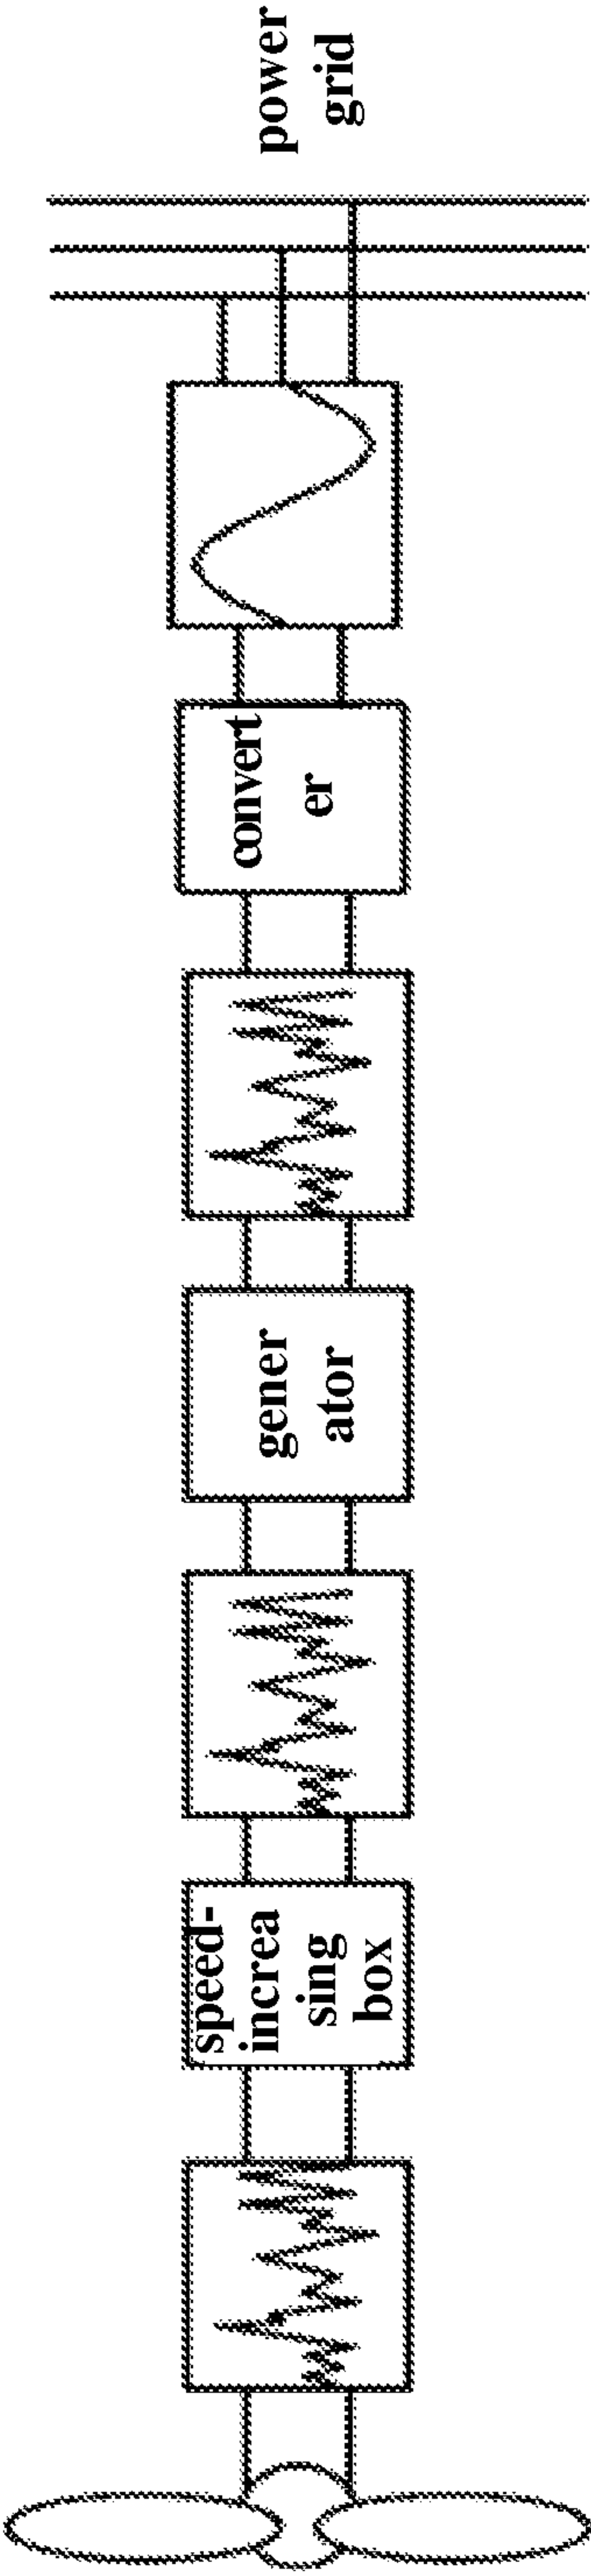 speed-
increa
sing
box
gener
ator
convert
er
power
grid